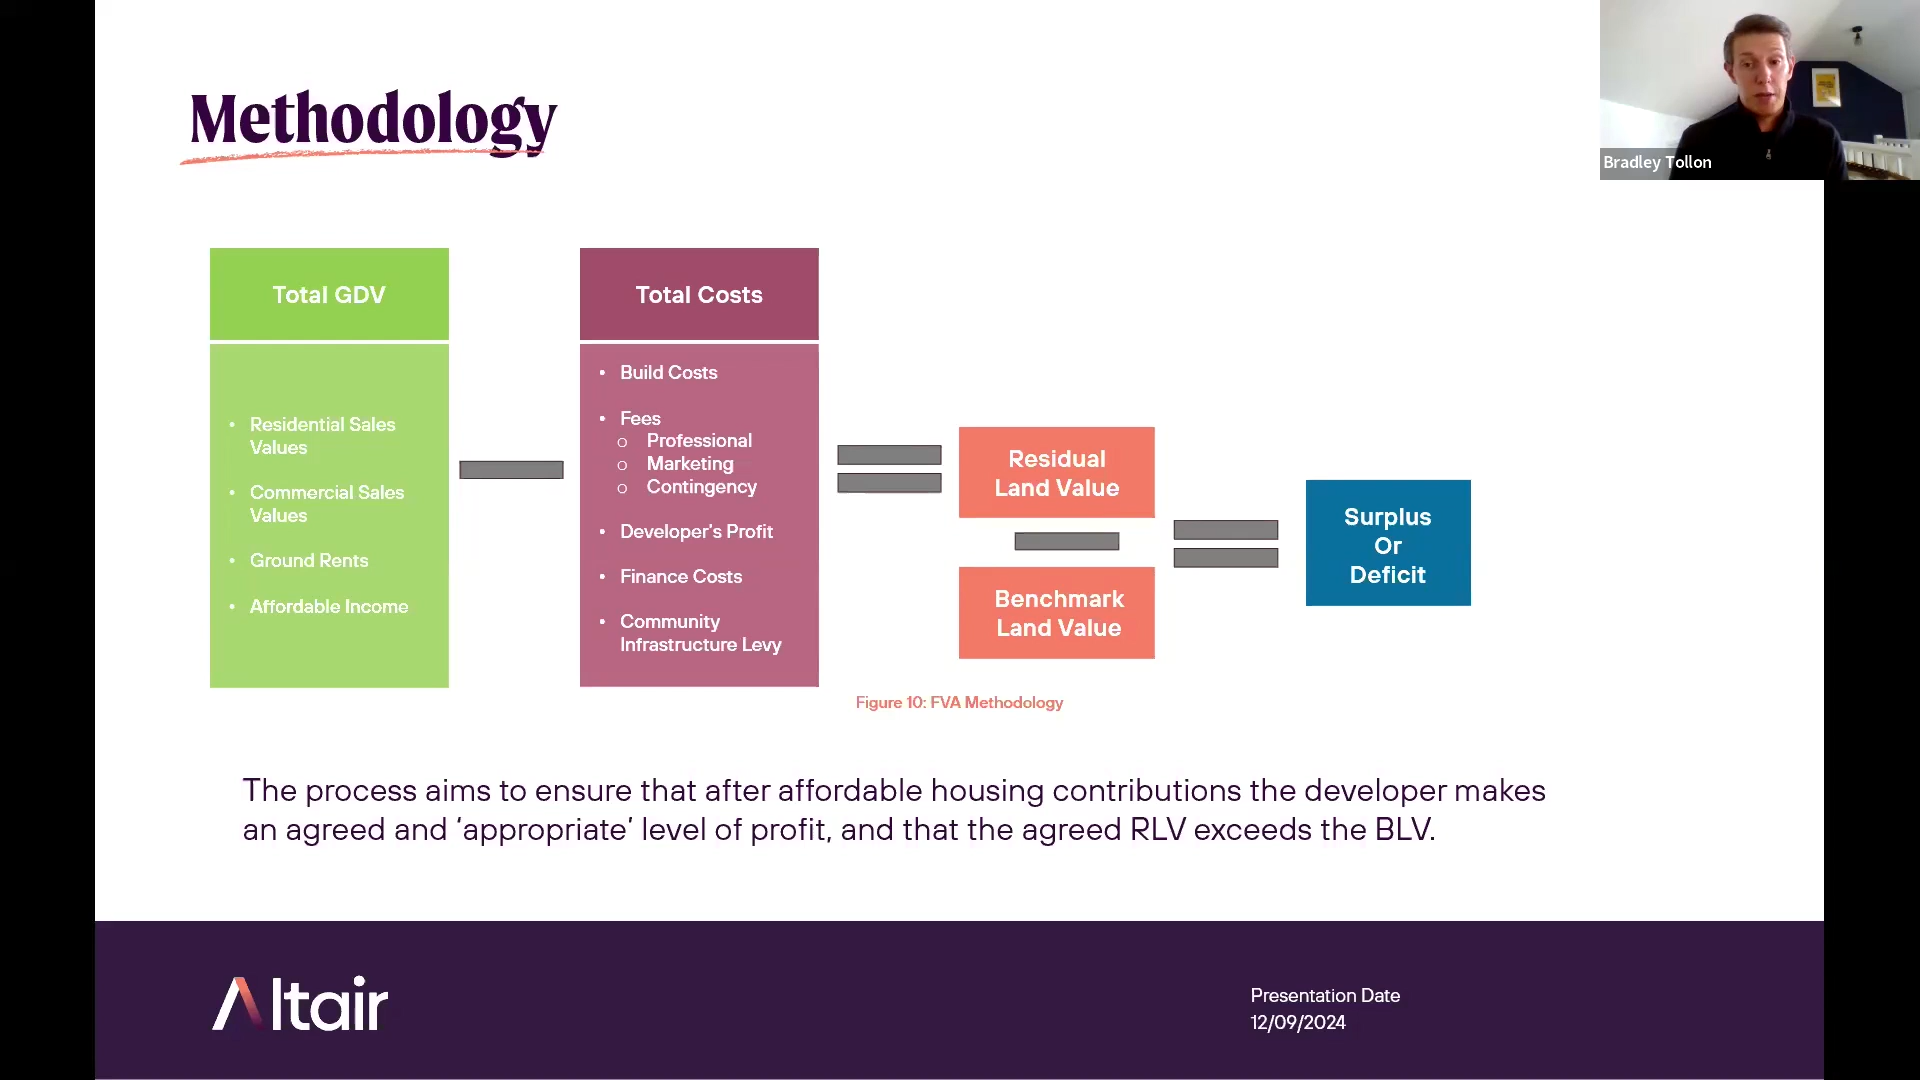 Methodology
Bradley Tollon
Total GDV
• Residential Sales
Values
• Commercial Sales
Values
• Ground Rents
• Affordable Income
Total Costs
• Build Costs
• Fees
o Professional
o Marketing
o Contingency
• Developer's Profit
• Finance Costs
• Community
Infrastructure Levy
Residual
Land Value
Benchmark
Land Value
Surplus
Or
Deficit
Figure 10: FVA Methodology
The process aims to ensure that after affordable housing contributions the developer makes
an agreed and ‘appropriate’ level of profit, and that the agreed RLV exceeds the BLV.
Altair
Presentation Date
12/09/2024